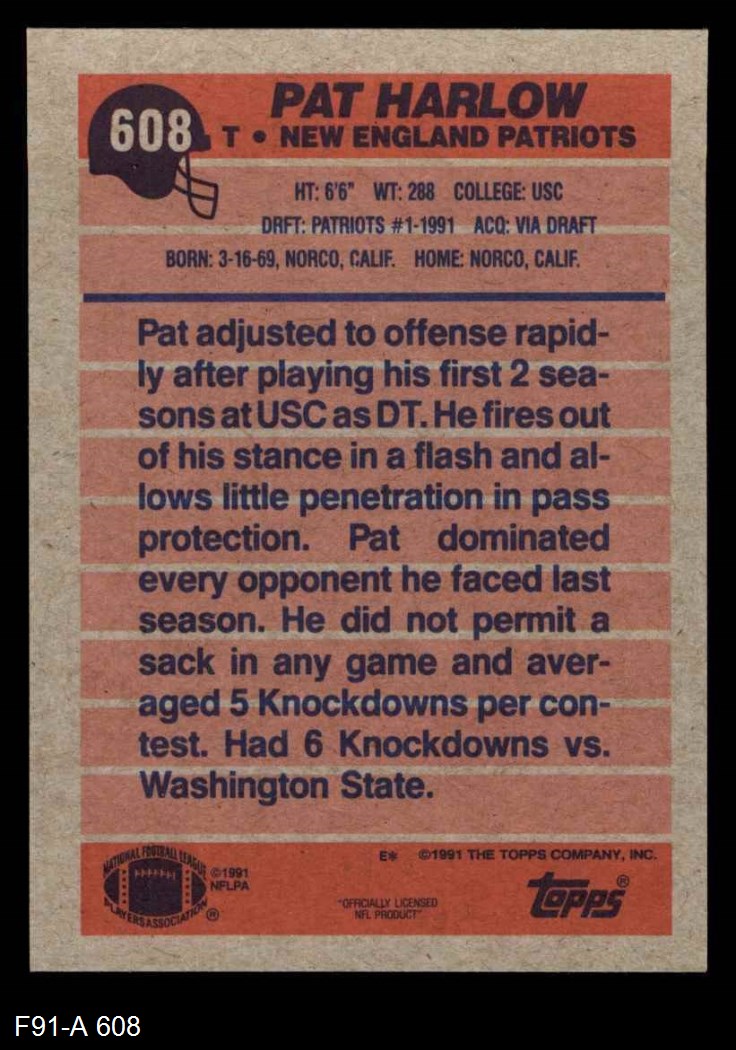 608
PAT HARLOW
T • NEW ENGLAND PATRIOTS
HT: 6'6" WT: 288 COLLEGE: USC
DRFT: PATRIOTS #1-1991 ACQ: VIA DRAFT
BORN: 3-16-69, NORCO, CALIF. HOME: NORCO, CALIF.
Pat adjusted to offense rapid-
ly after playing his first 2 sea-
sons at USC as DT. He fires out
of his stance in a flash and al-
lows little penetration in pass
protection. Pat dominated
every opponent he faced last
season. He did not permit a
sack in any game and aver-
aged 5 Knockdowns per con-
test. Had 6 Knockdowns vs.
Washington State.
NATIONAL FOOTBALL LEAGUE
PLAYERS ASSOCIATION ®
©1991
NFLPA
E* ©1991 THE TOPPS COMPANY, INC.
"OFFICIALLY LICENSED
NFL PRODUCT"
topps®
F91-A 608